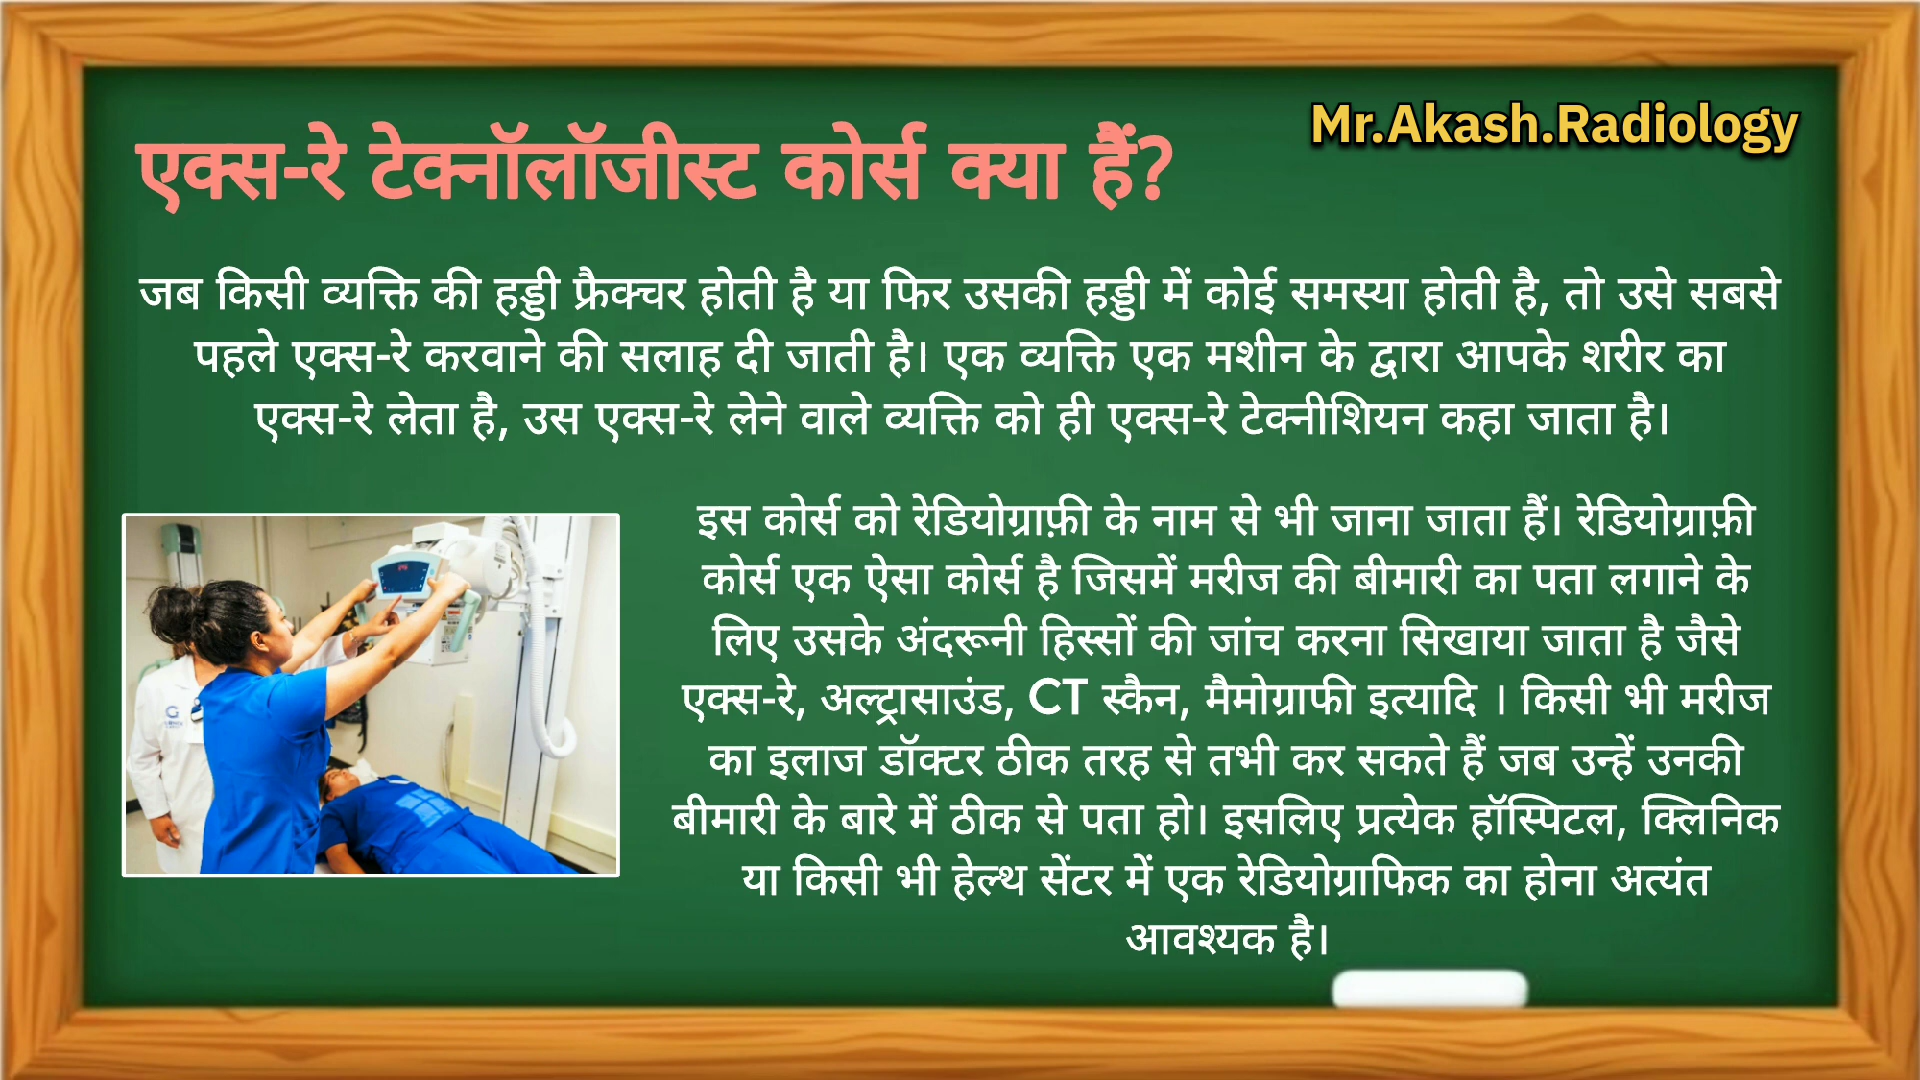 Mr.Akash.Radiology
एक्स-रे टेक्नॉलॉजीस्ट कोर्स क्या हैं?
जब किसी व्यक्ति की हड्डी फ्रैक्चर होती है या फिर उसकी हड्डी में कोई समस्या होती है, तो उसे सबसे
पहले एक्स-रे करवाने की सलाह दी जाती है। एक व्यक्ति एक मशीन के द्वारा आपके शरीर का
एक्स-रे लेता है, उस एक्स-रे लेने वाले व्यक्ति को ही एक्स-रे टेक्नीशियन कहा जाता है।
इस कोर्स को रेडियोग्राफ़ी के नाम से भी जाना जाता हैं। रेडियोग्राफ़ी
कोर्स एक ऐसा कोर्स है जिसमें मरीज की बीमारी का पता लगाने के
लिए उसके अंदरूनी हिस्सों की जांच करना सिखाया जाता है जैसे
एक्स-रे, अल्ट्रासाउंड, CT स्कैन, मैमोग्राफी इत्यादि । किसी भी मरीज
का इलाज डॉक्टर ठीक तरह से तभी कर सकते हैं जब उन्हें उनकी
बीमारी के बारे में ठीक से पता हो। इसलिए प्रत्येक हॉस्पिटल, क्लिनिक
या किसी भी हेल्थ सेंटर में एक रेडियोग्राफिक का होना अत्यंत
आवश्यक है।